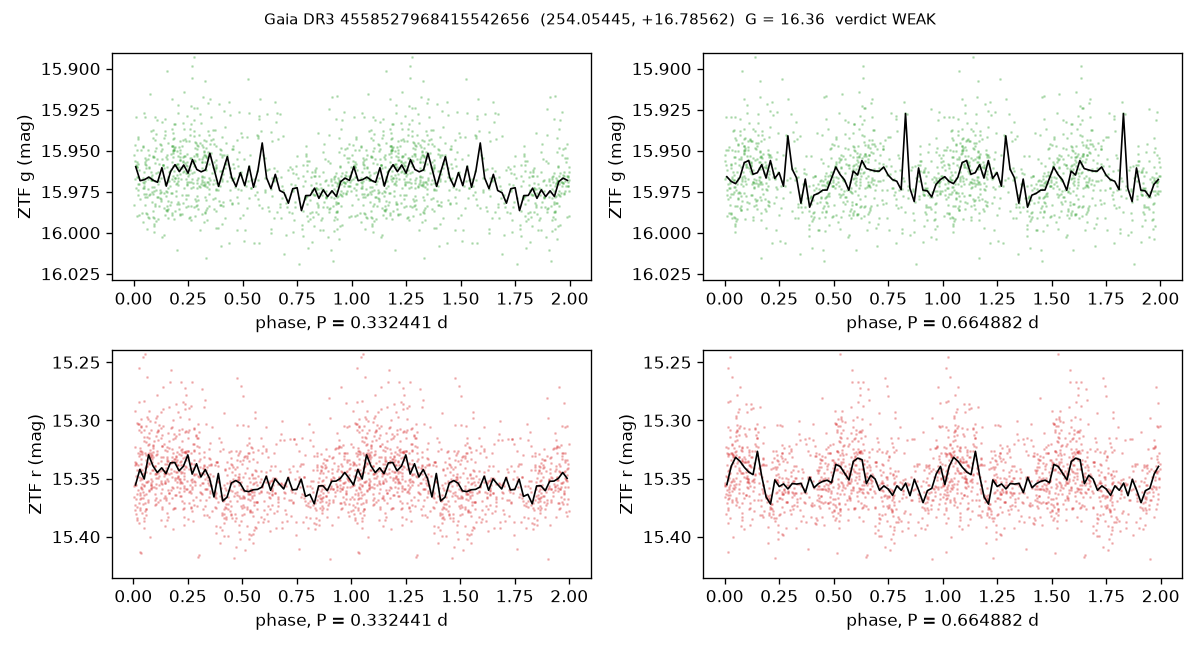 Gaia DR3 4558527968415542656 (254.05445, +16.78562) G = 16.36 verdict WEAK
15.900
15.925
15.950
15.975
16.000
16.025
ZTF g (mag)
0.00 0.25 0.50 0.75 1.00 1.25 1.50 1.75 2.00
phase, P = 0.332441 d
15.900
15.925
15.950
15.975
16.000
16.025
ZTF g (mag)
0.00 0.25 0.50 0.75 1.00 1.25 1.50 1.75 2.00
phase, P = 0.664882 d
15.25
15.30
15.35
15.40
ZTF r (mag)
0.00 0.25 0.50 0.75 1.00 1.25 1.50 1.75 2.00
phase, P = 0.332441 d
15.25
15.30
15.35
15.40
ZTF r (mag)
0.00 0.25 0.50 0.75 1.00 1.25 1.50 1.75 2.00
phase, P = 0.664882 d